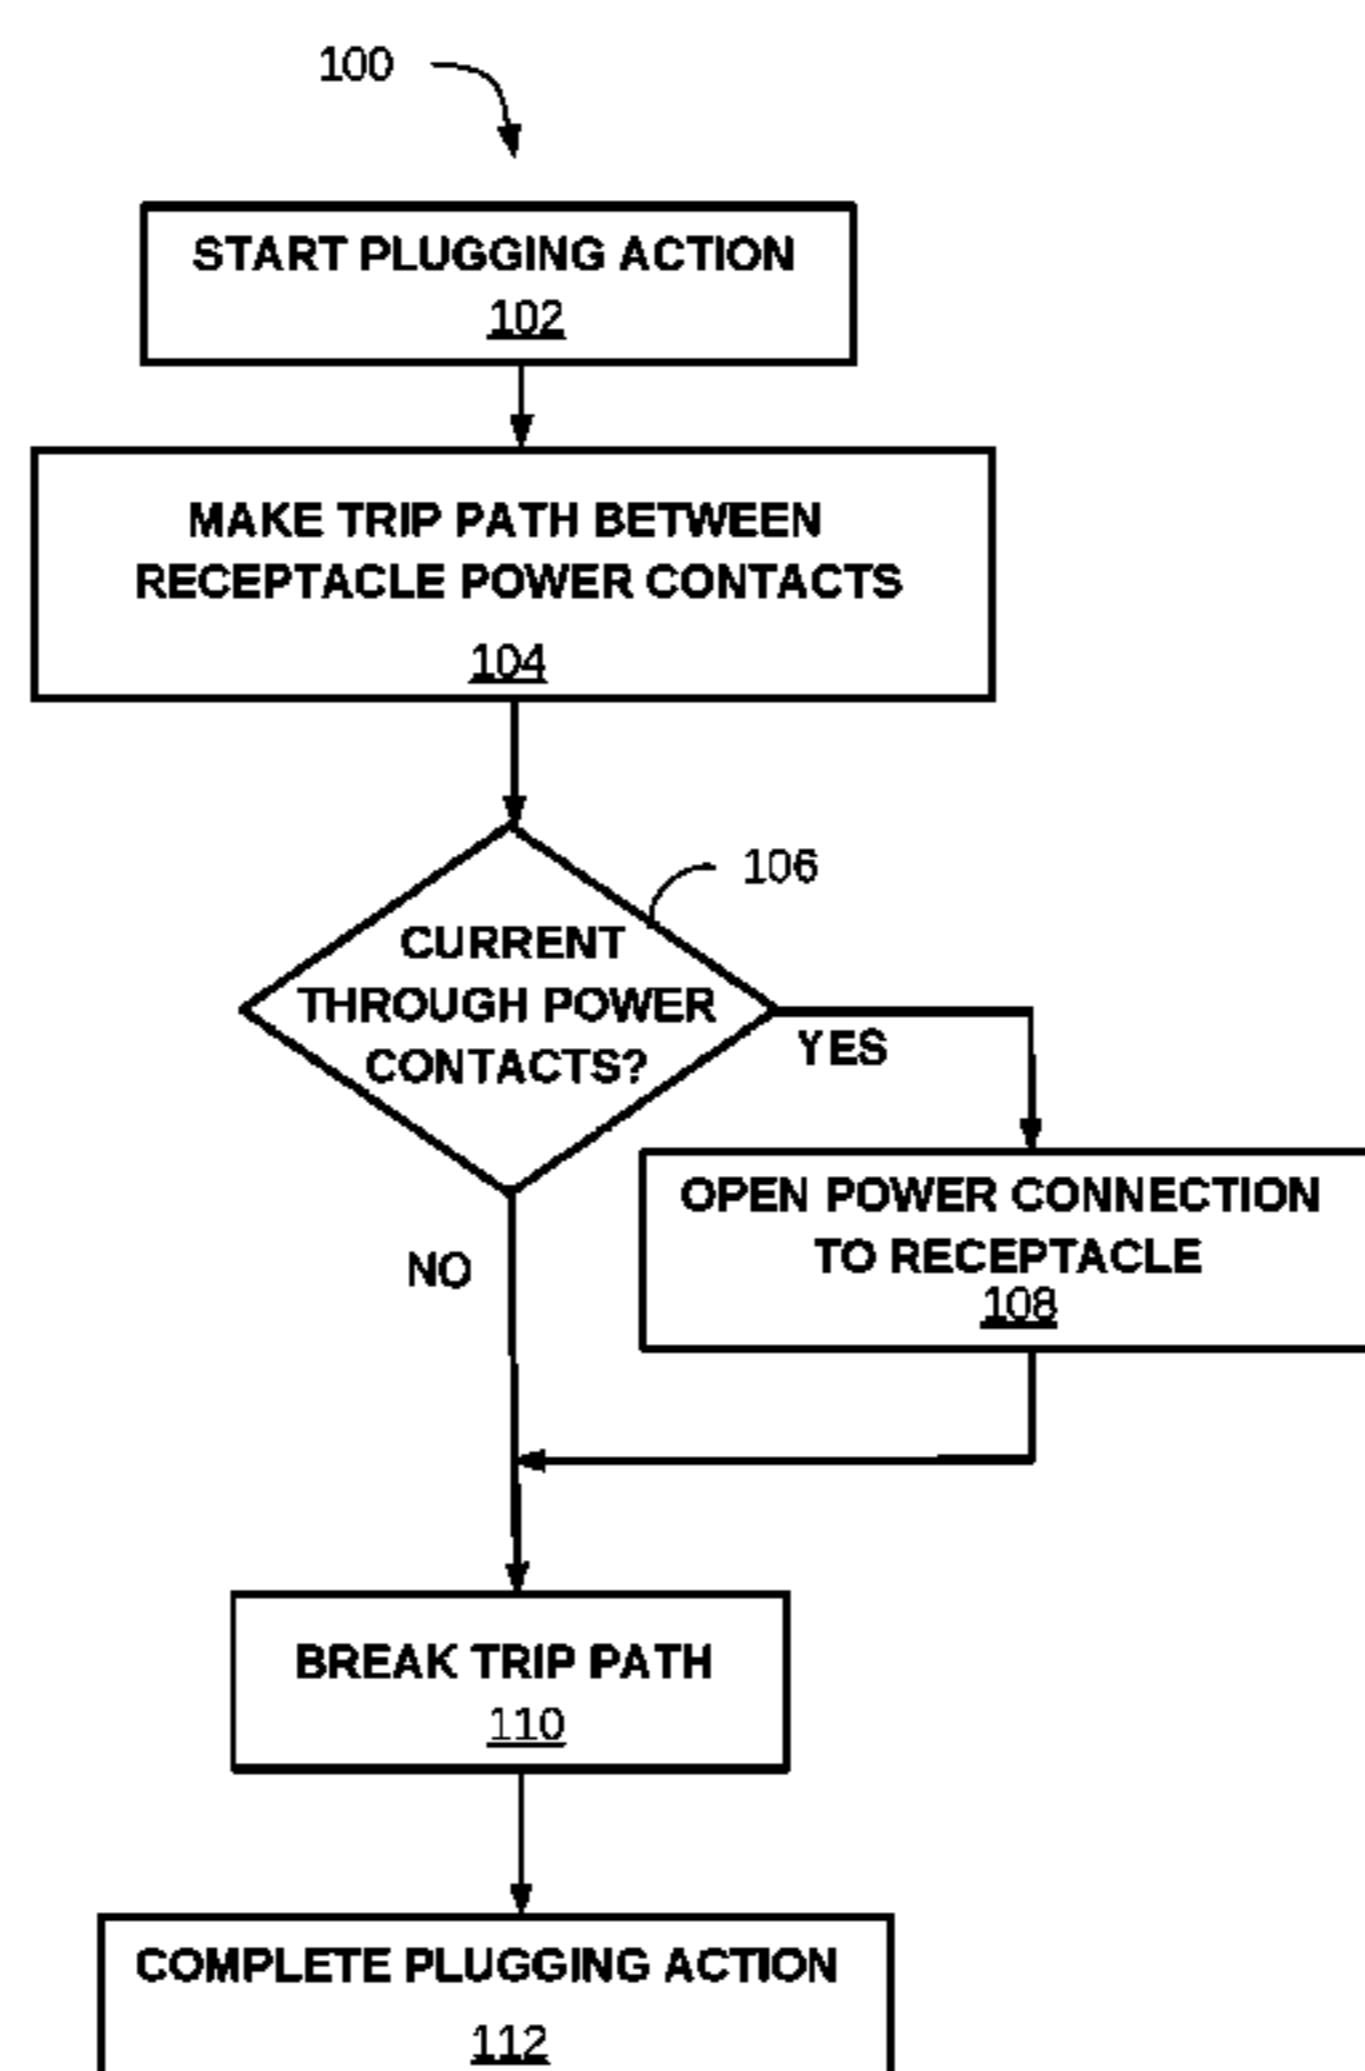 100
START PLUGGING ACTION
102
MAKE TRIP PATH BETWEEN
RECEPTACLE POWER CONTACTS
104
106
CURRENT
THROUGH POWER
CONTACTS?
YES
OPEN POWER CONNECTION
TO RECEPTACLE
108
NO
BREAK TRIP PATH
110
COMPLETE PLUGGING ACTION
112